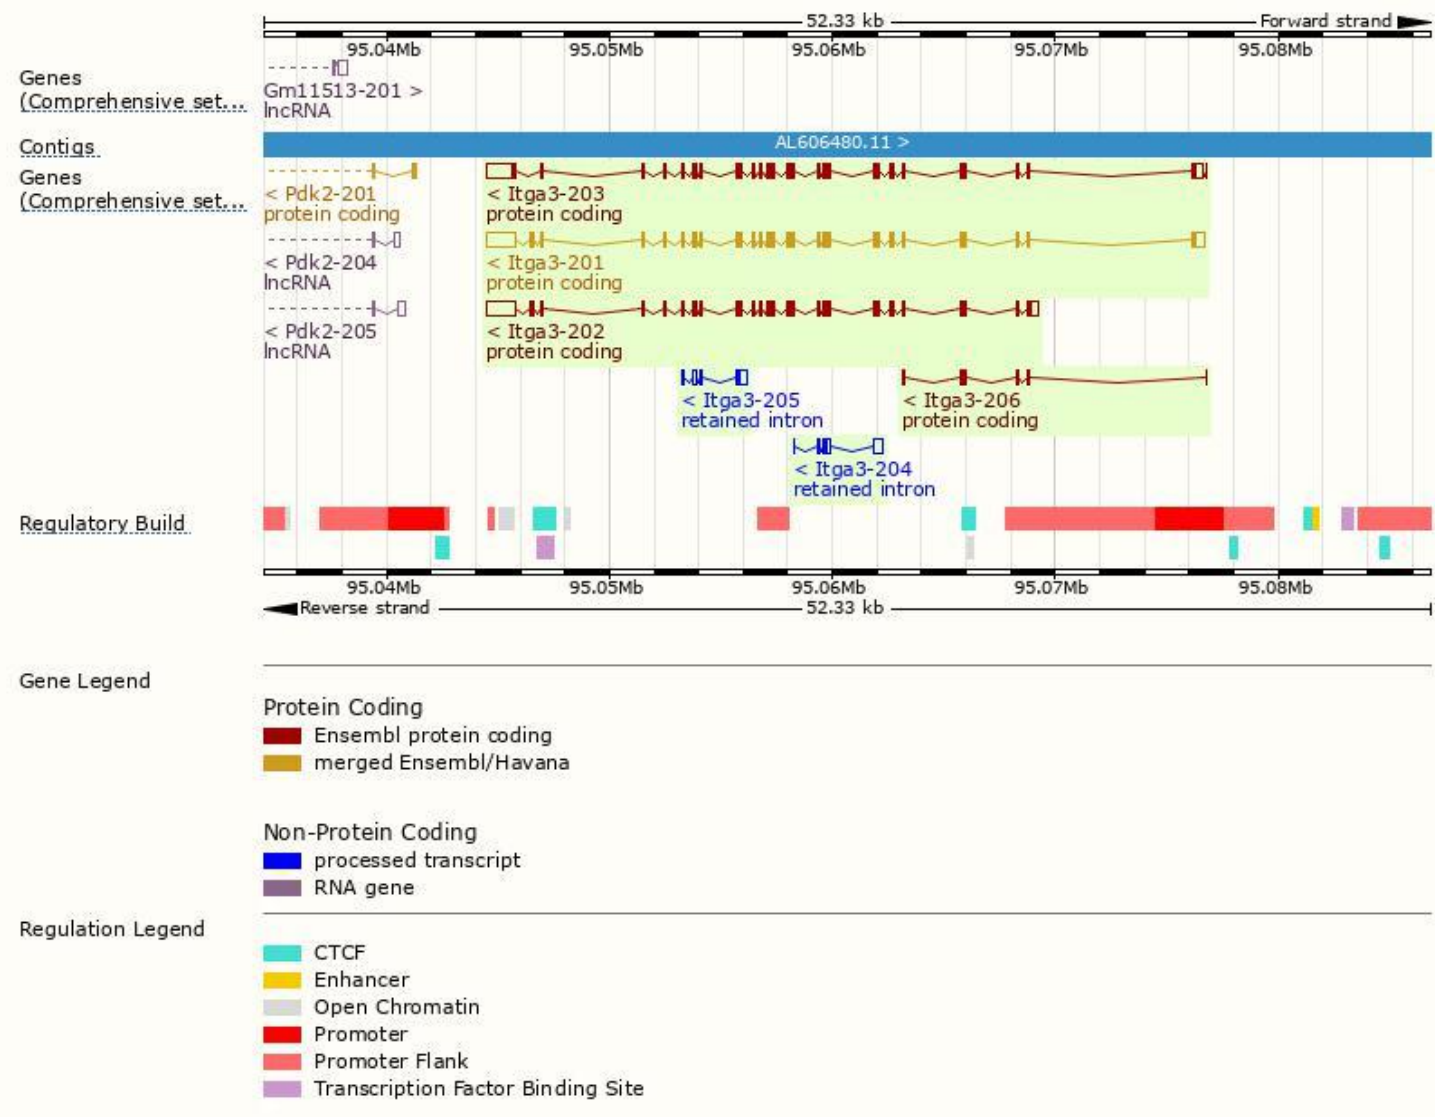 52.33 kb Forward strand
95.04Mb 95.05Mb 95.06Mb 95.07Mb 95.08Mb
Genes
(Comprehensive set...
Gm11513-201 >
lncRNA
Contigs
AL606480.11 >
Genes
(Comprehensive set...
< Pdk2-201
protein coding
< Itga3-203
protein coding
< Pdk2-204
lncRNA
< Itga3-201
protein coding
< Pdk2-205
lncRNA
< Itga3-202
protein coding
< Itga3-205
retained intron
< Itga3-206
protein coding
< Itga3-204
retained intron
Regulatory Build
95.04Mb 95.05Mb 95.06Mb 95.07Mb 95.08Mb
Reverse strand 52.33 kb
Gene Legend
Protein Coding
Ensembl protein coding
merged Ensembl/Havana
Non-Protein Coding
processed transcript
RNA gene
Regulation Legend
CTCF
Enhancer
Open Chromatin
Promoter
Promoter Flank
Transcription Factor Binding Site